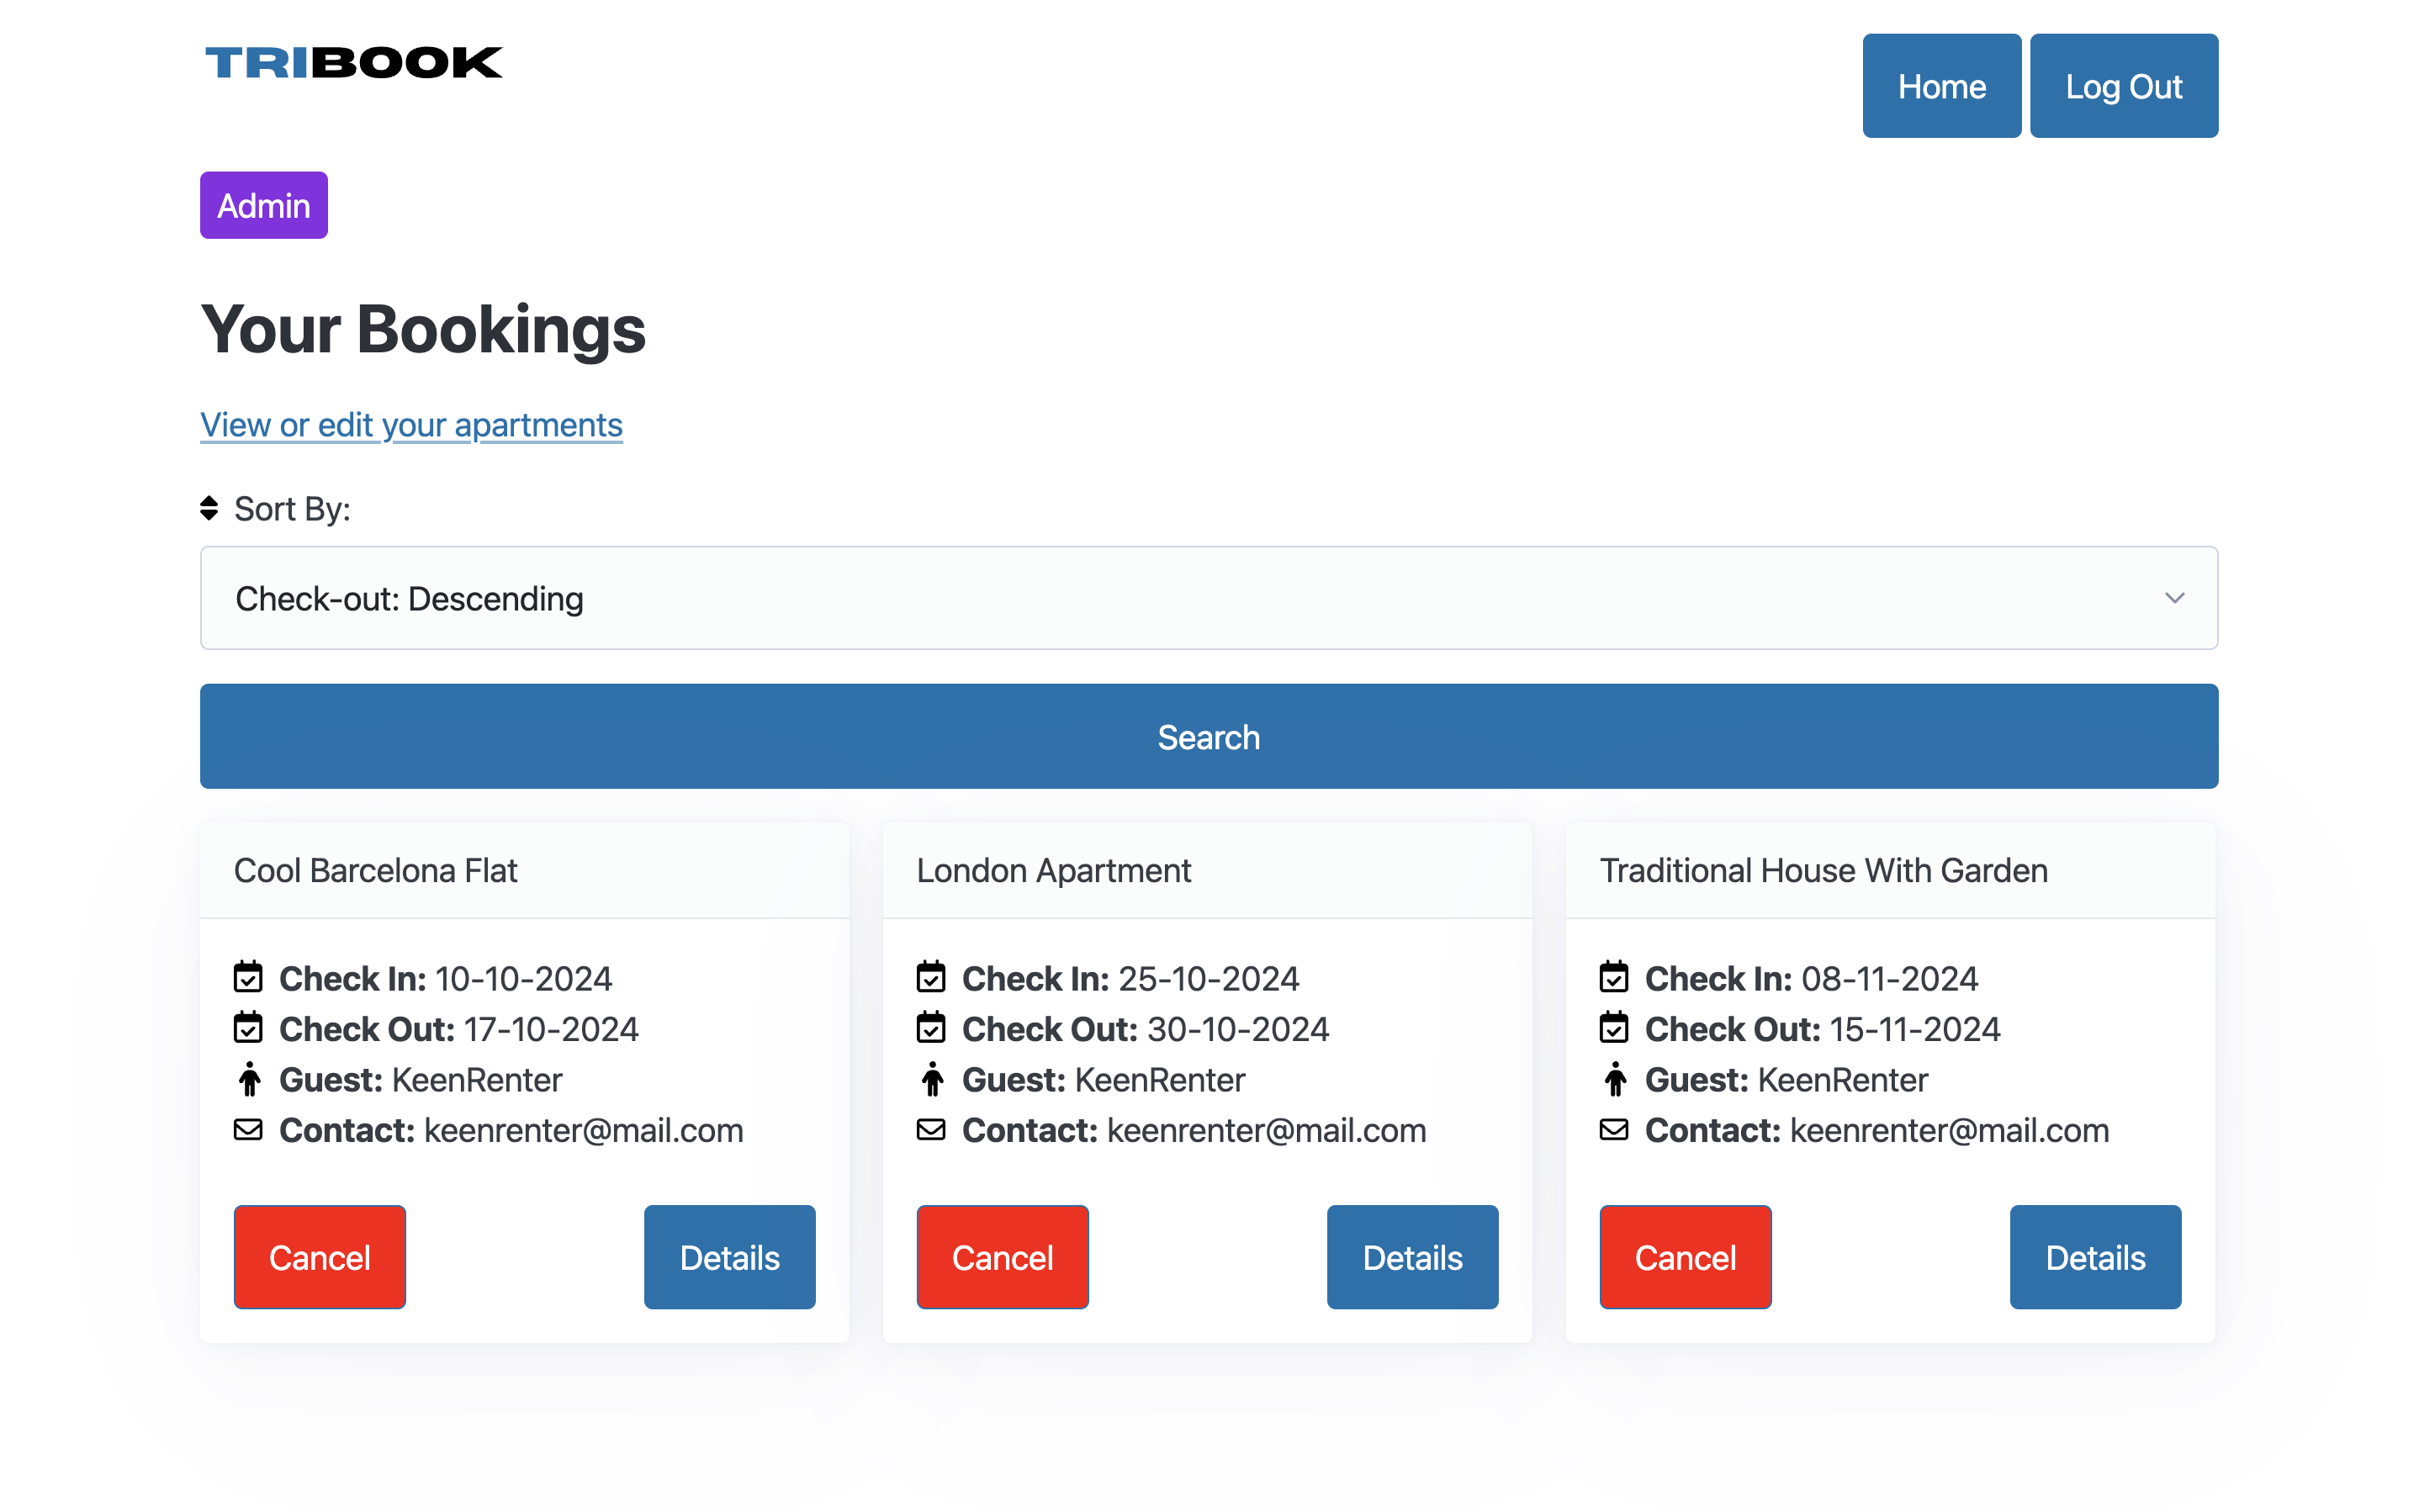 TRIBOOK
Home
Log Out
Admin
Your Bookings
View or edit your apartments
Sort By:
Check-out: Descending
Search
Cool Barcelona Flat
Check In: 10-10-2024
Check Out: 17-10-2024
Guest: KeenRenter
Contact: keenrenter@mail.com
Cancel
Details
London Apartment
Check In: 25-10-2024
Check Out: 30-10-2024
Guest: KeenRenter
Contact: keenrenter@mail.com
Cancel
Details
Traditional House With Garden
Check In: 08-11-2024
Check Out: 15-11-2024
Guest: KeenRenter
Contact: keenrenter@mail.com
Cancel
Details